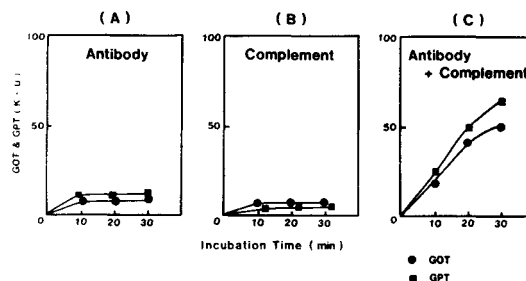 ( A )
( B )
( C )
100
Antibody
50
0
10 20 30
GOT & GPT ( K - U )
100
Complement
50
0
10 20 30
100
Antibody
+ Complement
50
0
10 20 30
Incubation Time ( min )
● GOT
■ GPT